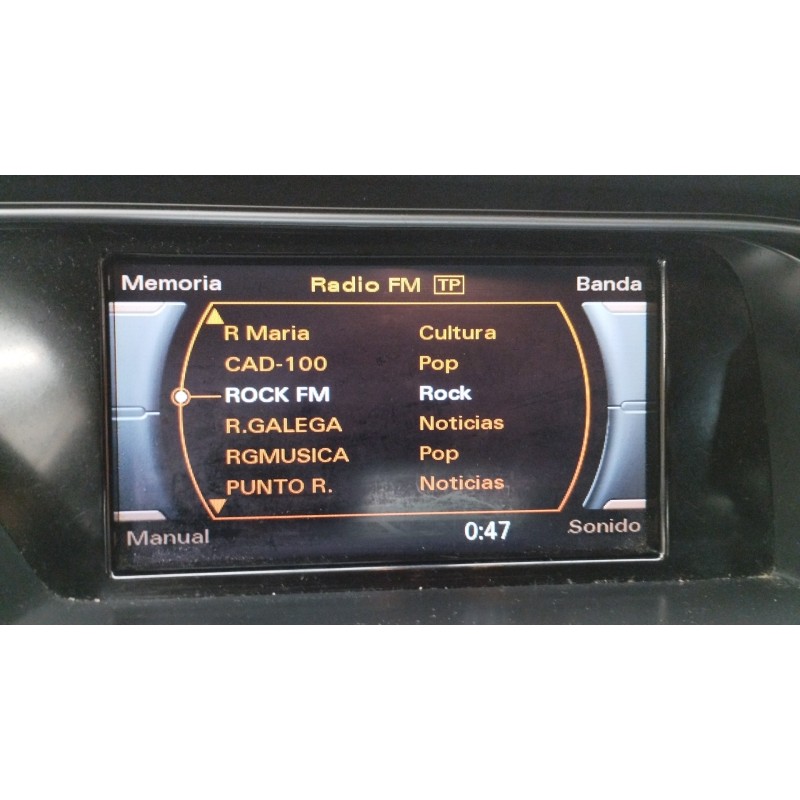 Memoria Radio FM TP Banda
R Maria Cultura
CAD-100 Pop
ROCK FM Rock
R.GALEGA Noticias
RGMUSICA Pop
PUNTO R. Noticias
Manual 0:47 Sonido